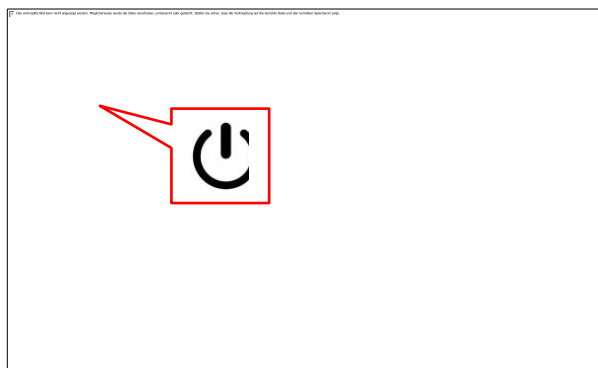 Das verknüpfte Bild kann nicht angezeigt werden. Möglicherweise wurde die Datei verschoben, umbenannt oder gelöscht. Stellen Sie sicher, dass die Verknüpfung auf die korrekte Datei und den korrekten Speicherort zeigt.